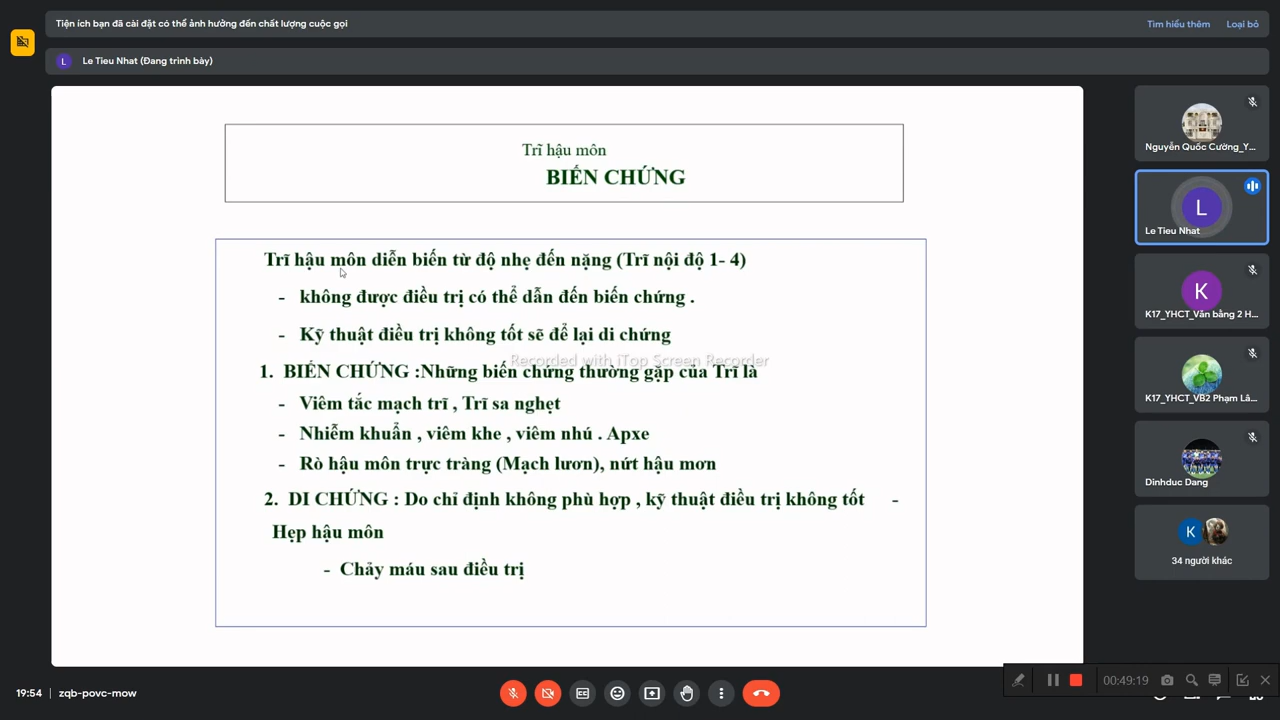 Tiện ích bạn đã cài đặt có thể ảnh hưởng đến chất lượng cuộc gọi
Tìm hiểu thêm
Loại bỏ
L
Le Tieu Nhat (Đang trình bày)
Trĩ hậu môn
BIẾN CHỨNG
Trĩ hậu môn diễn biến từ độ nhẹ đến nặng (Trĩ nội độ 1- 4)
- không được điều trị có thể dẫn đến biến chứng .
- Kỹ thuật điều trị không tốt sẽ để lại di chứng
Recorded with iTop Screen Recorder
1. BIẾN CHỨNG :Những biến chứng thường gặp của Trĩ là
- Viêm tắc mạch trĩ , Trĩ sa nghẹt
- Nhiễm khuẩn , viêm khe , viêm nhú . Apxe
- Rò hậu môn trực tràng (Mạch lươn), nứt hậu mơn
2. DI CHỨNG : Do chỉ định không phù hợp , kỹ thuật điều trị không tốt -
Hẹp hậu môn
- Chảy máu sau điều trị
Nguyễn Quốc Cường_Y...
L
Le Tieu Nhat
K
K17_YHCT_Văn bằng 2 H...
K17_YHCT_VB2 Phạm Lâ...
Dinhduc Dang
K
34 người khác
19:54 | zqb-povc-mow
00:49:19